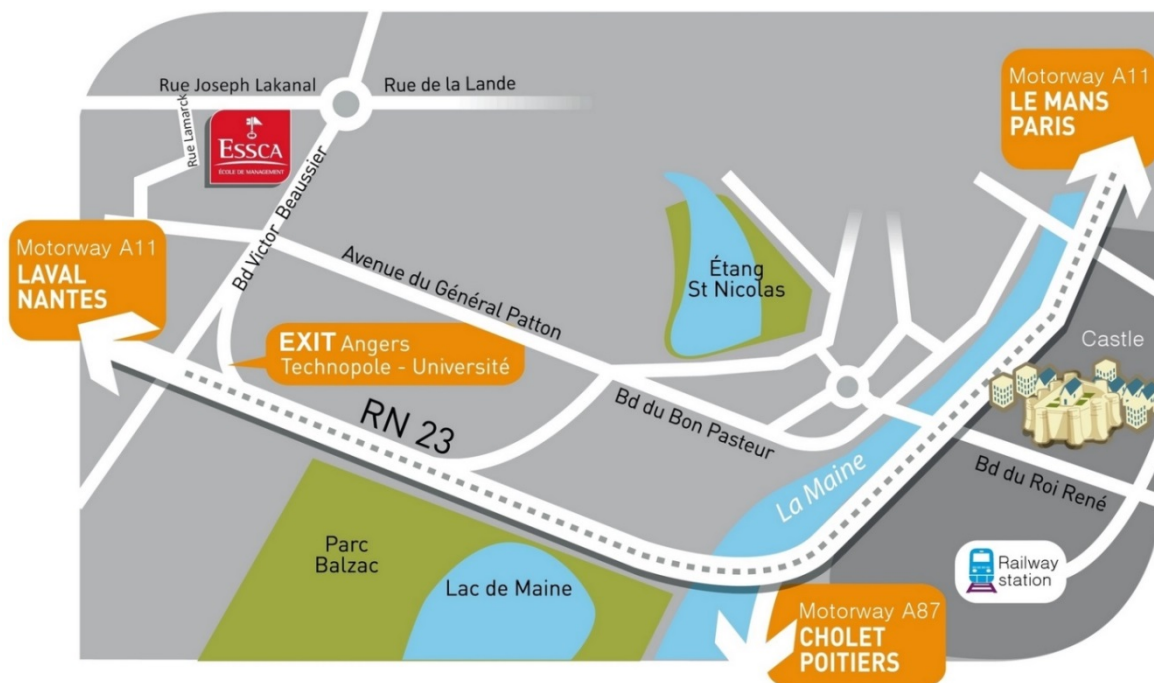 Rue Joseph Lakanal
Rue de la Lande
Motorway A11
LE MANS
PARIS
Rue Lamarck
ESSCA
ÉCOLE DE MANAGEMENT
Bd Victor Beaussier
Motorway A11
LAVAL
NANTES
Avenue du Général Patton
Étang
St Nicolas
EXIT Angers
Technopole - Université
Castle
RN 23
Bd du Bon Pasteur
La Maine
Bd du Roi René
Parc
Balzac
Lac de Maine
Railway
station
Motorway A87
CHOLET
POITIERS